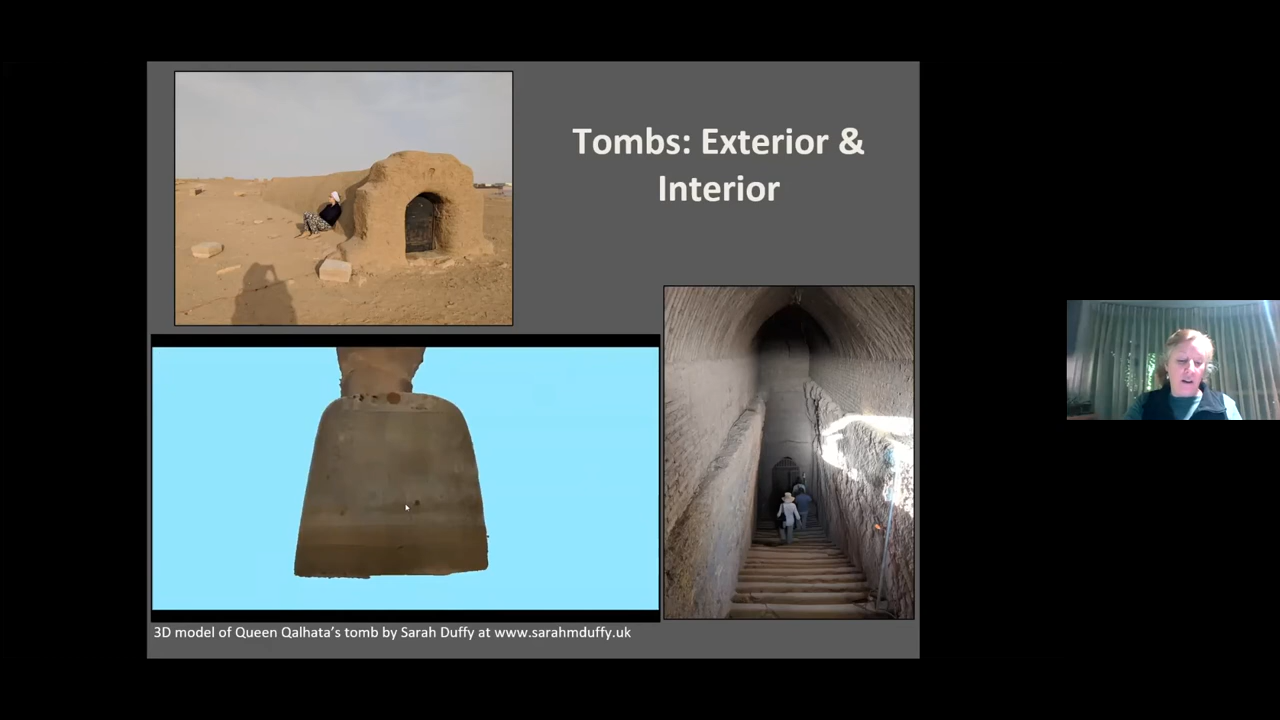 Tombs: Exterior &
Interior
3D model of Queen Qalhata's tomb by Sarah Duffy at www.sarahmduffy.uk